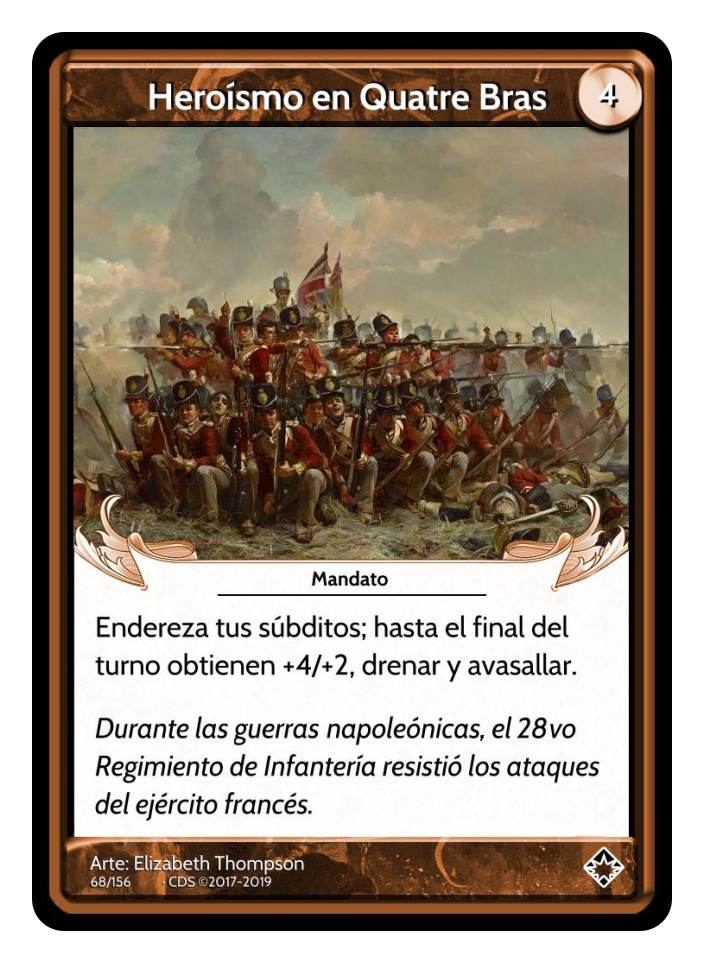 Heroísmo en Quatre Bras
4
Mandato
Endereza tus súbditos; hasta el final del
turno obtienen +4/+2, drenar y avasallar.
Durante las guerras napoleónicas, el 28vo
Regimiento de Infantería resistió los ataques
del ejército francés.
Arte: Elizabeth Thompson
68/156 · CDS ©2017-2019